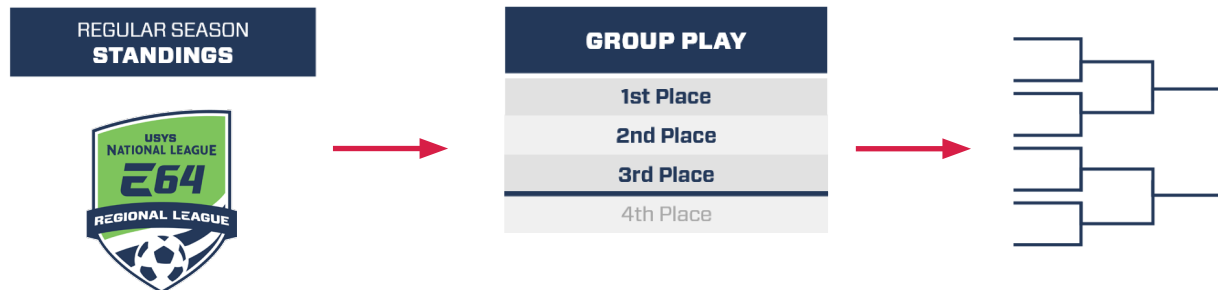 REGULAR SEASON
STANDINGS
USYS
NATIONAL LEAGUE
E64
REGIONAL LEAGUE
GROUP PLAY
1st Place
2nd Place
3rd Place
4th Place